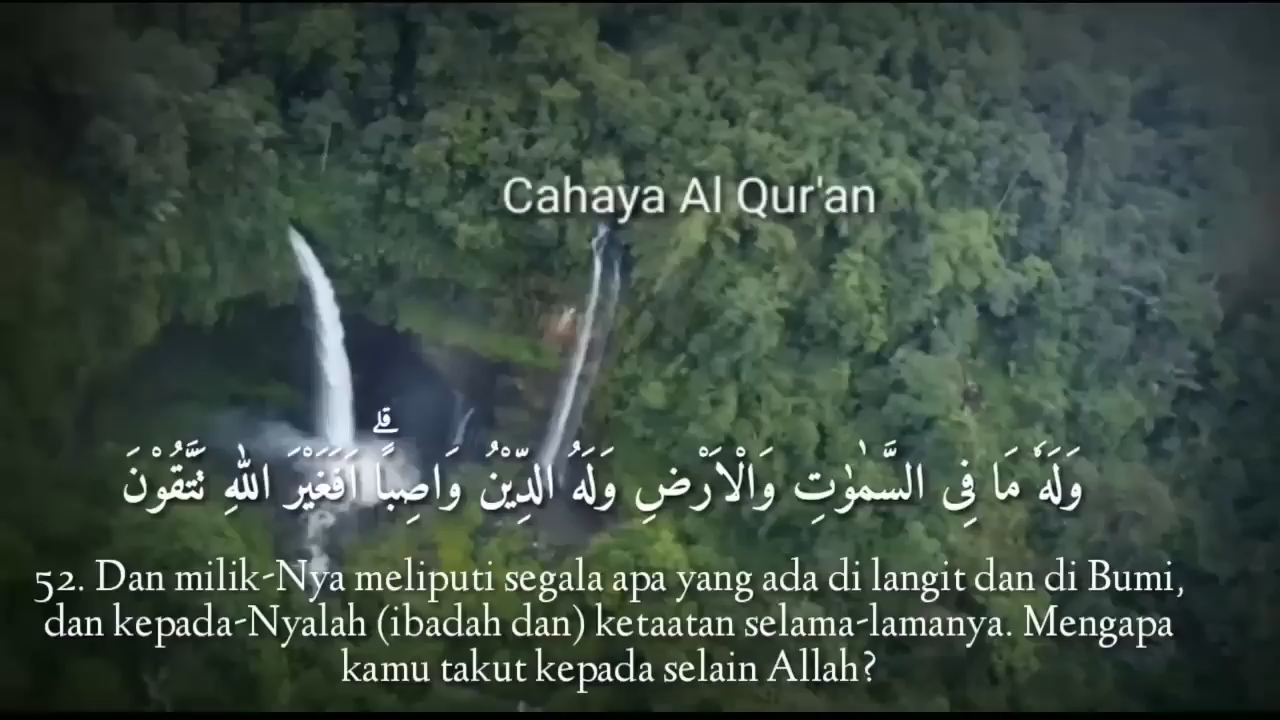 Cahaya Al Qur'an
وَلَهٗ مَا فِى السَّمٰوٰتِ وَالْاَرْضِ وَلَهُ الدِّيْنُ وَاصِبًاۗ اَفَغَيْرَ اللّٰهِ تَتَّقُوْنَ
52. Dan milik-Nya meliputi segala apa yang ada di langit dan di Bumi,
dan kepada-Nyalah (ibadah dan) ketaatan selama-lamanya. Mengapa
kamu takut kepada selain Allah?